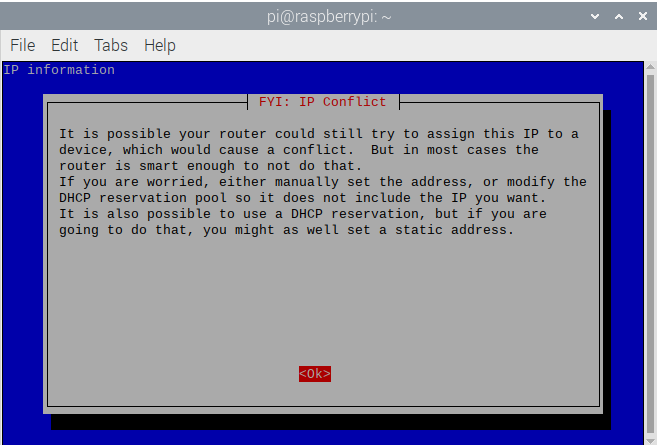 pi@raspberrypi: ~
File Edit Tabs Help
IP information
FYI: IP Conflict
It is possible your router could still try to assign this IP to a
device, which would cause a conflict.  But in most cases the
router is smart enough to not do that.
If you are worried, either manually set the address, or modify the
DHCP reservation pool so it does not include the IP you want.
It is also possible to use a DHCP reservation, but if you are
going to do that, you might as well set a static address.
<Ok>